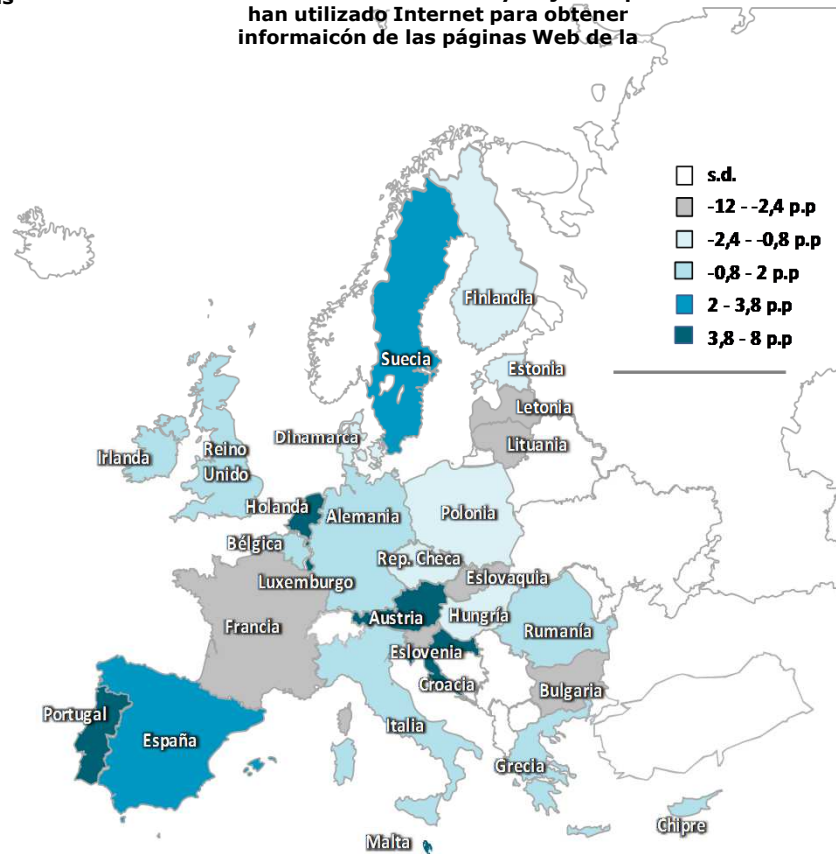 han utilizado Internet para obtener
informaicón de las páginas Web de la
s.d.
-12 - -2,4 p.p
-2,4 - -0,8 p.p
-0,8 - 2 p.p
2 - 3,8 p.p
3,8 - 8 p.p
Finlandia
Suecia
Estonia
Letonia
Dinamarca
Lituania
Irlanda
Reino
Unido
Holanda
Alemania
Polonia
Bélgica
Rep. Checa
Luxemburgo
Eslovaquia
Francia
Austria
Hungría
Rumanía
Eslovenia
Croacia
Bulgaria
Portugal
España
Italia
Grecia
Chipre
Malta